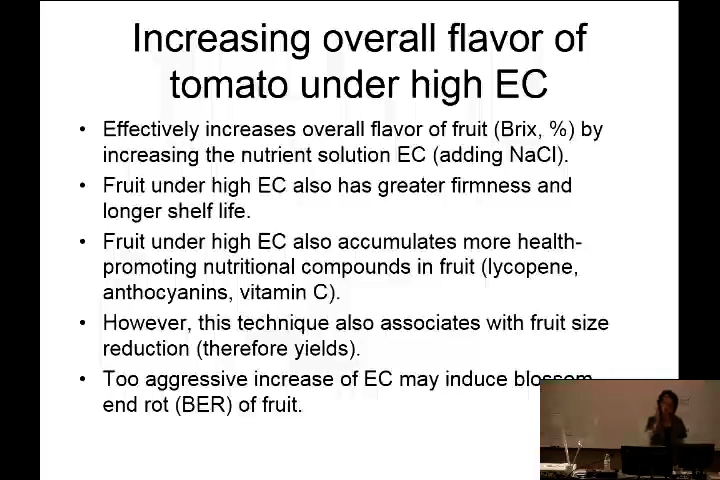 Increasing overall flavor of
tomato under high EC
• Effectively increases overall flavor of fruit (Brix, %) by
increasing the nutrient solution EC (adding NaCl).
• Fruit under high EC also has greater firmness and
longer shelf life.
• Fruit under high EC also accumulates more health-
promoting nutritional compounds in fruit (lycopene,
anthocyanins, vitamin C).
• However, this technique also associates with fruit size
reduction (therefore yields).
• Too aggressive increase of EC may induce blossom
end rot (BER) of fruit.